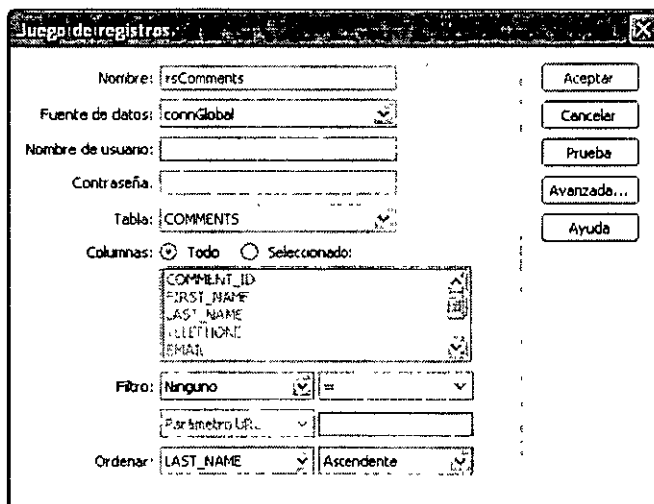 Juego de registros
Nombre: rsComments
Aceptar
Fuente de datos: connGlobal
Cancelar
Nombre de usuario:
Prueba
Contraseña:
Avanzada...
Tabla: COMMENTS
Ayuda
Columnas: Todo Seleccionado:
COMMENT_ID
FIRST_NAME
LAST_NAME
TELEPHONE
EMAIL
Filtro: Ninguno =
Parámetro URL
Ordenar: LAST_NAME Ascendente